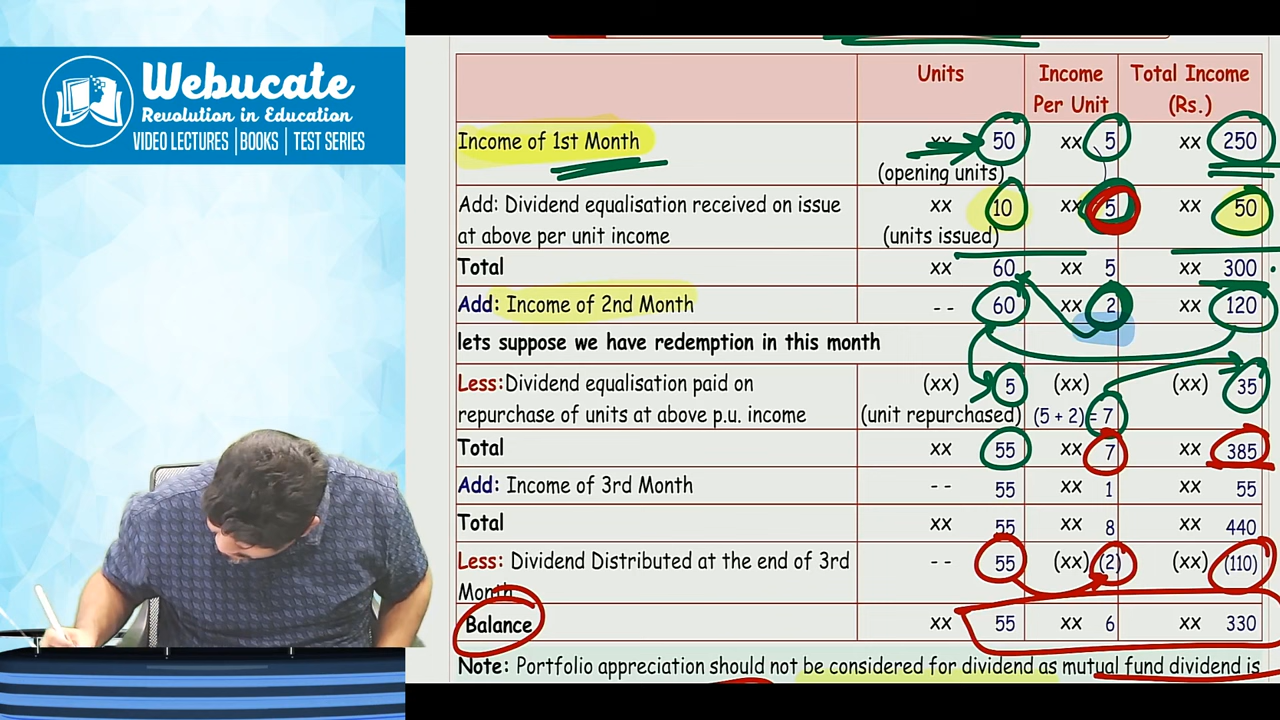 Webucate
Revolution in Education
VIDEO LECTURES | BOOKS | TEST SERIES
Units Income Per Unit Total Income (Rs.)
Income of 1st Month xx 50 xx 5 xx 250
(opening units)
Add: Dividend equalisation received on issue xx 10 xx 5 xx 50
at above per unit income (units issued)
Total xx 60 xx 5 xx 300
Add: Income of 2nd Month - - 60 xx 2 xx 120
lets suppose we have redemption in this month
Less:Dividend equalisation paid on (xx) 5 (xx) (xx) 35
repurchase of units at above p.u. income (unit repurchased) (5 + 2) = 7
Total xx 55 xx 7 xx 385
Add: Income of 3rd Month - - 55 xx 1 xx 55
Total xx 55 xx 8 xx 440
Less: Dividend Distributed at the end of 3rd - - 55 (xx) (2) (xx) (110)
Month
Balance xx 55 xx 6 xx 330
Note: Portfolio appreciation should not be considered for dividend as mutual fund dividend is